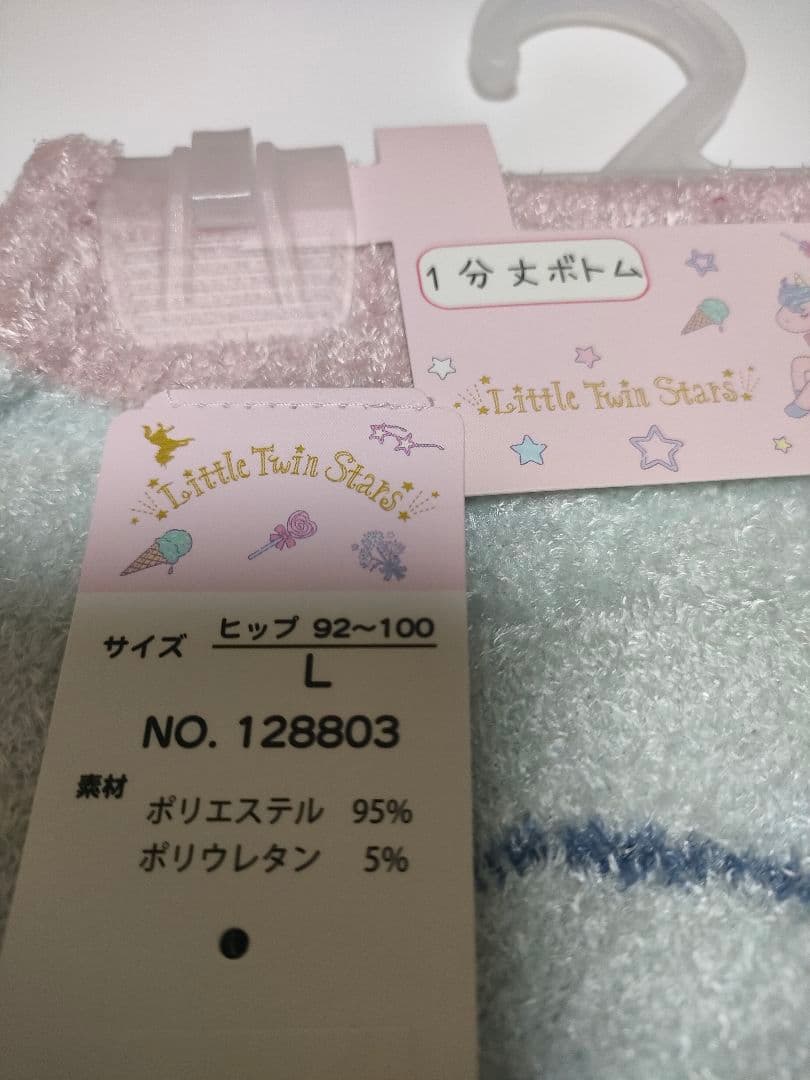 1分丈ボトム
Little Twin Stars
Little Twin Stars
サイズ ヒップ 92〜100
L
NO. 128803
素材
ポリエステル 95%
ポリウレタン 5%